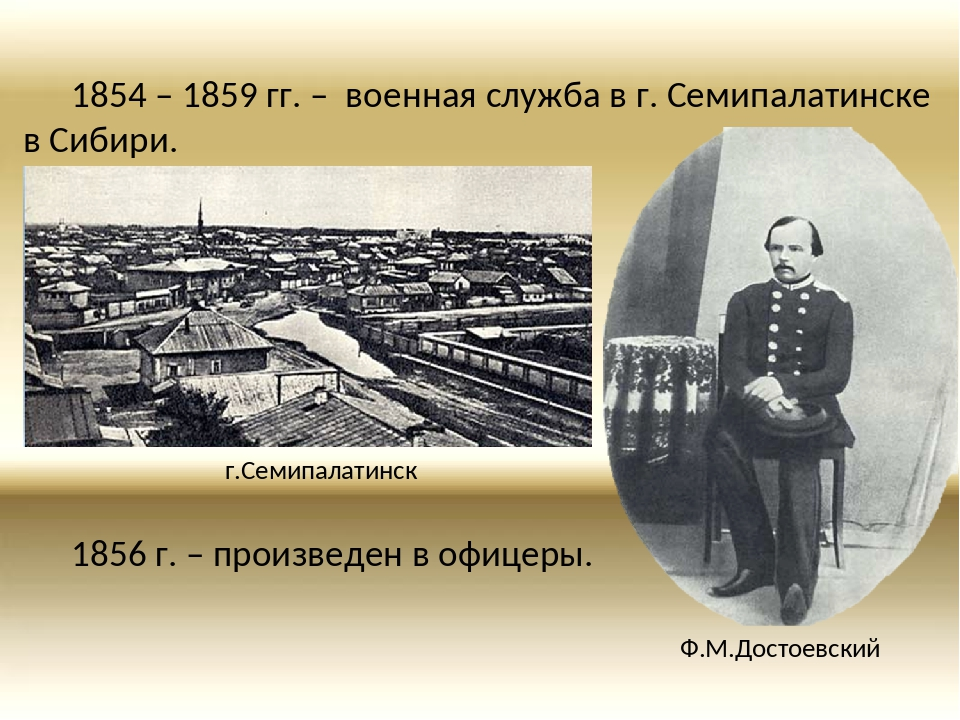 1854 – 1859 гг. – военная служба в г. Семипалатинске
в Сибири.
г.Семипалатинск
1856 г. – произведен в офицеры.
Ф.М.Достоевский